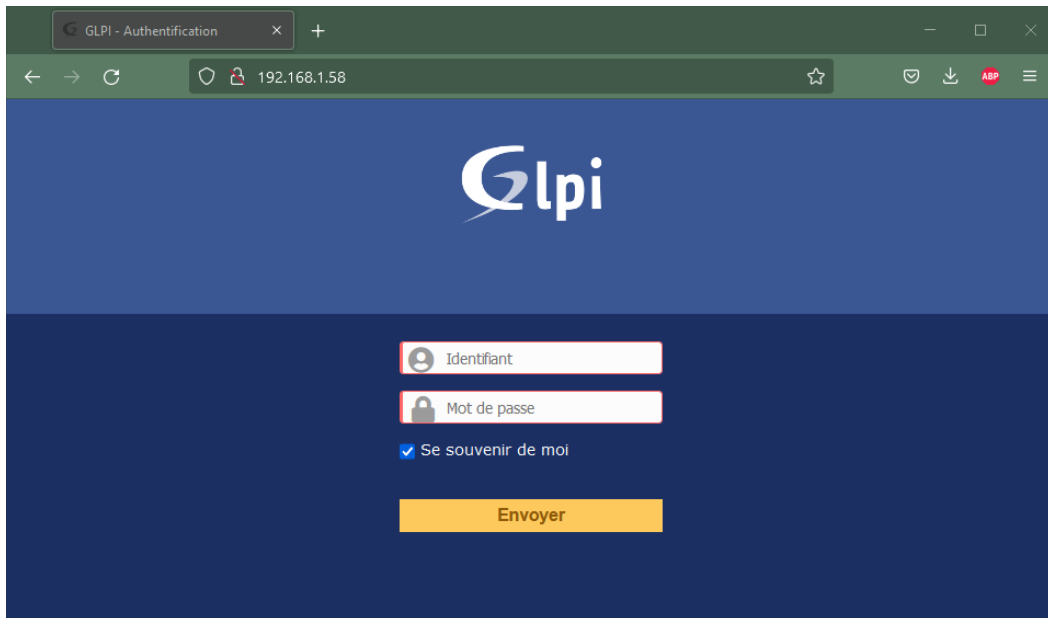 GLPI - Authentification
192.168.1.58
ABP
Glpi
Identifiant
Mot de passe
Se souvenir de moi
Envoyer